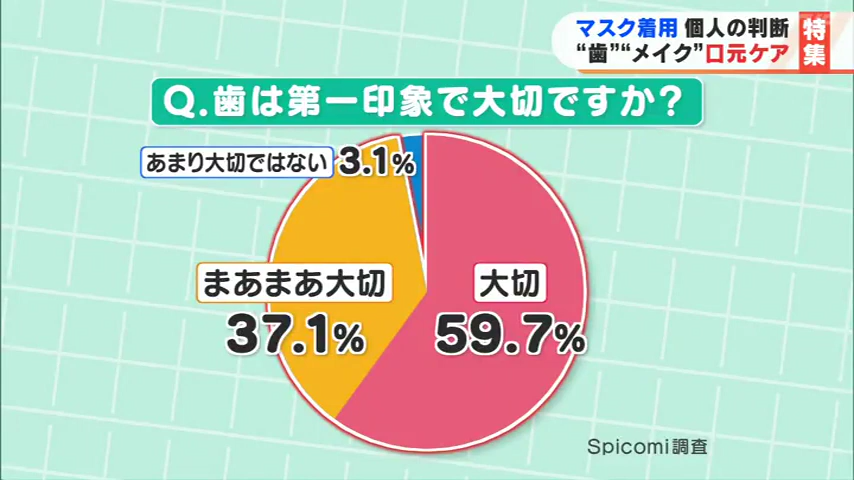 マスク着用 個人の判断
“歯”“メイク”口元ケア
特集
Q.歯は第一印象で大切ですか?
あまり大切ではない 3.1%
まあまあ大切
37.1%
大切
59.7%
Spicomi調査